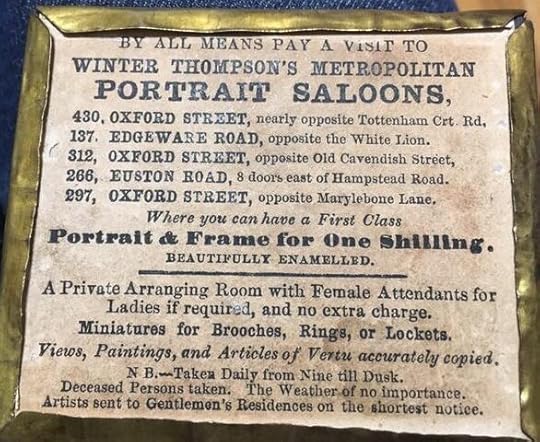 BY ALL MEANS PAY A VISIT TO
WINTER THOMPSON'S METROPOLITAN
PORTRAIT SALOONS,
430, OXFORD STREET, nearly opposite Tottenham Crt. Rd,
137. EDGEWARE ROAD, opposite the White Lion.
312, OXFORD STREET, opposite Old Cavendish Street,
266, EUSTON ROAD, 8 doors east of Hampstead Road.
297, OXFORD STREET, opposite Marylebone Lane.
Where you can have a First Class
Portrait & Frame for One Shilling.
BEAUTIFULLY ENAMELLED.
A Private Arranging Room with Female Attendants for
Ladies if required, and no extra charge.
Miniatures for Brooches, Rings, or Lockets.
Views, Paintings, and Articles of Vertu accurately copied.
N B.—Taken Daily from Nine till Dusk.
Deceased Persons taken. The Weather of no importance.
Artists sent to Gentlemen's Residences on the shortest notice.